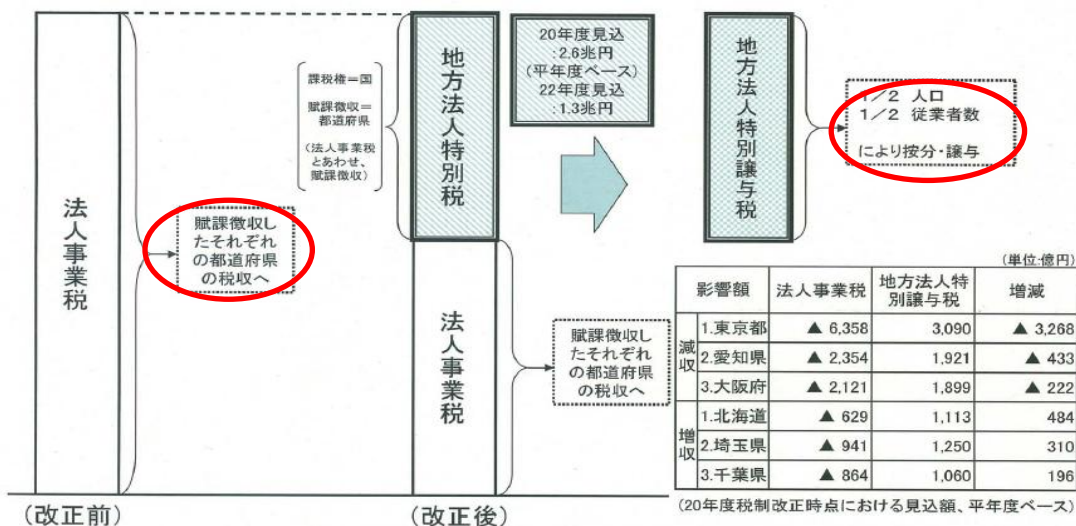 法人事業税
賦課徴収し
たそれぞれ
の都道府県
の税収へ
(改正前)
課税権=国
賦課徴収=
都道府県
(法人事業税
とあわせ、
賦課徴収)
地方法人特別税
法人事業税
賦課徴収し
たそれぞれ
の都道府県
の税収へ
(改正後)
20年度見込
:2.6兆円
(平年度ベース)
22年度見込
:1.3兆円
地方法人特別譲与税
1/2 人口
1/2 従業者数
により按分・譲与
(単位:億円)
影響額 法人事業税 地方法人特別譲与税 増減
減収 1.東京都 ▲ 6,358 3,090 ▲ 3,268
2.愛知県 ▲ 2,354 1,921 ▲ 433
3.大阪府 ▲ 2,121 1,899 ▲ 222
増収 1.北海道 ▲ 629 1,113 484
2.埼玉県 ▲ 941 1,250 310
3.千葉県 ▲ 864 1,060 196
(20年度税制改正時点における見込額、平年度ベース)